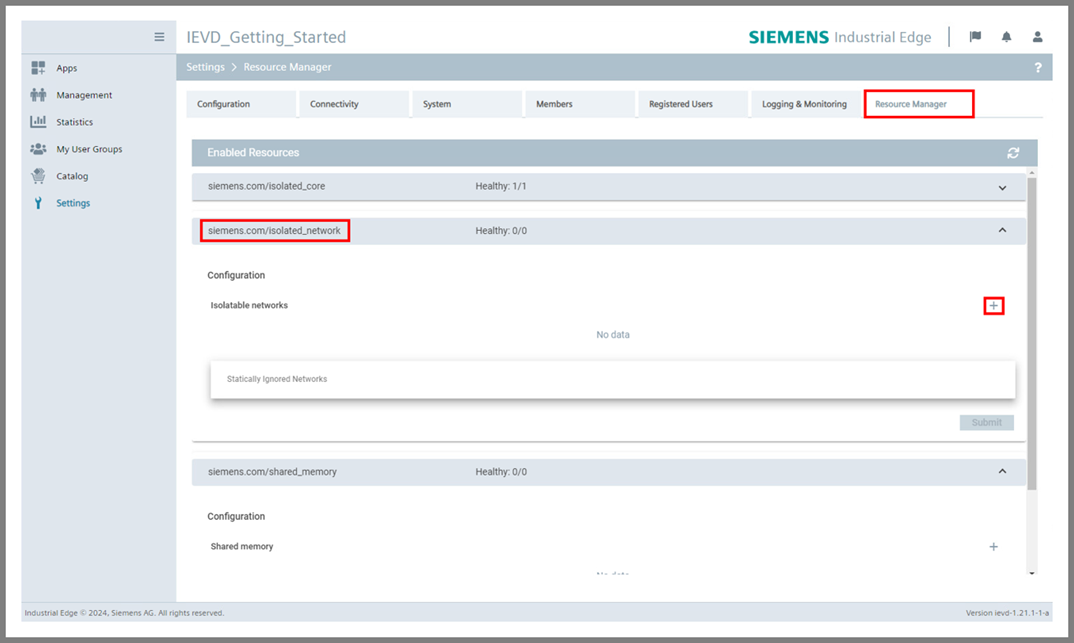 IEVD_Getting_Started
SIEMENS Industrial Edge
Apps
Management
Statistics
My User Groups
Catalog
Settings
Settings > Resource Manager ?
Configuration
Connectivity
System
Members
Registered Users
Logging & Monitoring
Resource Manager
Enabled Resources
siemens.com/isolated_core Healthy: 1/1
siemens.com/isolated_network Healthy: 0/0
Configuration
Isolatable networks +
No data
Statically Ignored Networks
Submit
siemens.com/shared_memory Healthy: 0/0
Configuration
Shared memory +
No data
Industrial Edge © 2024, Siemens AG. All rights reserved.
Version ievd-1.21.1-1-a